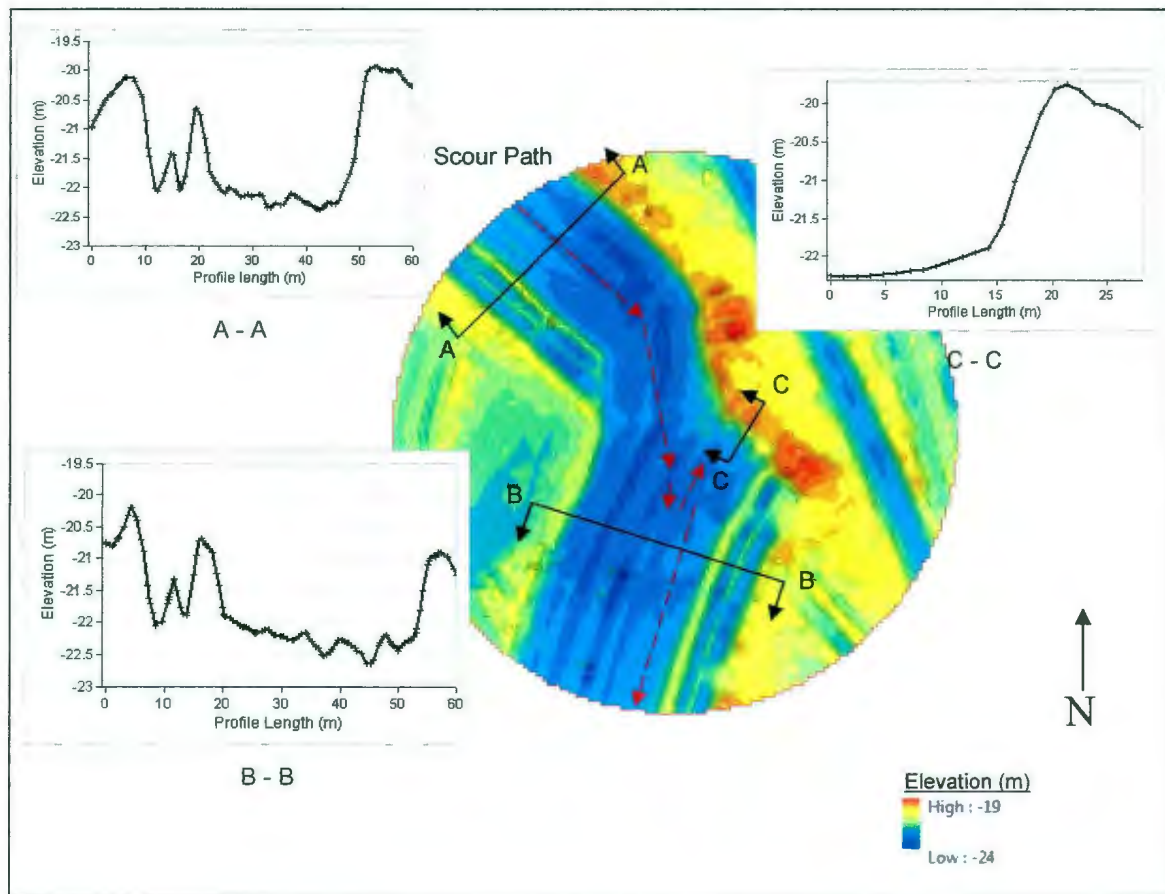 -19.5
-20
-20.5
-21
-21.5
-22
-22.5
-23
Elevation (m)
0 10 20 30 40 50 60
Profile length (m)
A - A
Scour Path
-20
-20.5
-21
-21.5
-22
Elevation (m)
0 5 10 15 20 25
Profile Length (m)
C - C
A
A
C
C
B
B
-19.5
-20
-20.5
-21
-21.5
-22
-22.5
-23
Elevation (m)
0 10 20 30 40 50 60
Profile Length (m)
B - B
N
Elevation (m)
High : -19
Low : -24